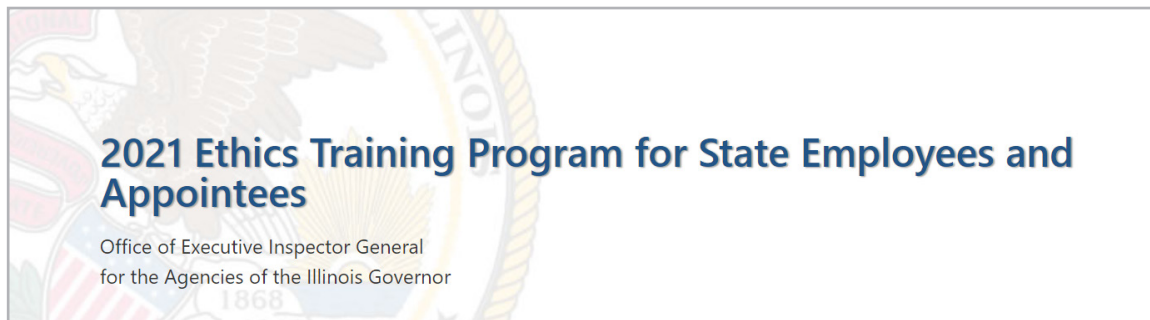 2021 Ethics Training Program for State Employees and
Appointees
Office of Executive Inspector General
for the Agencies of the Illinois Governor
ILLINOIS
1868